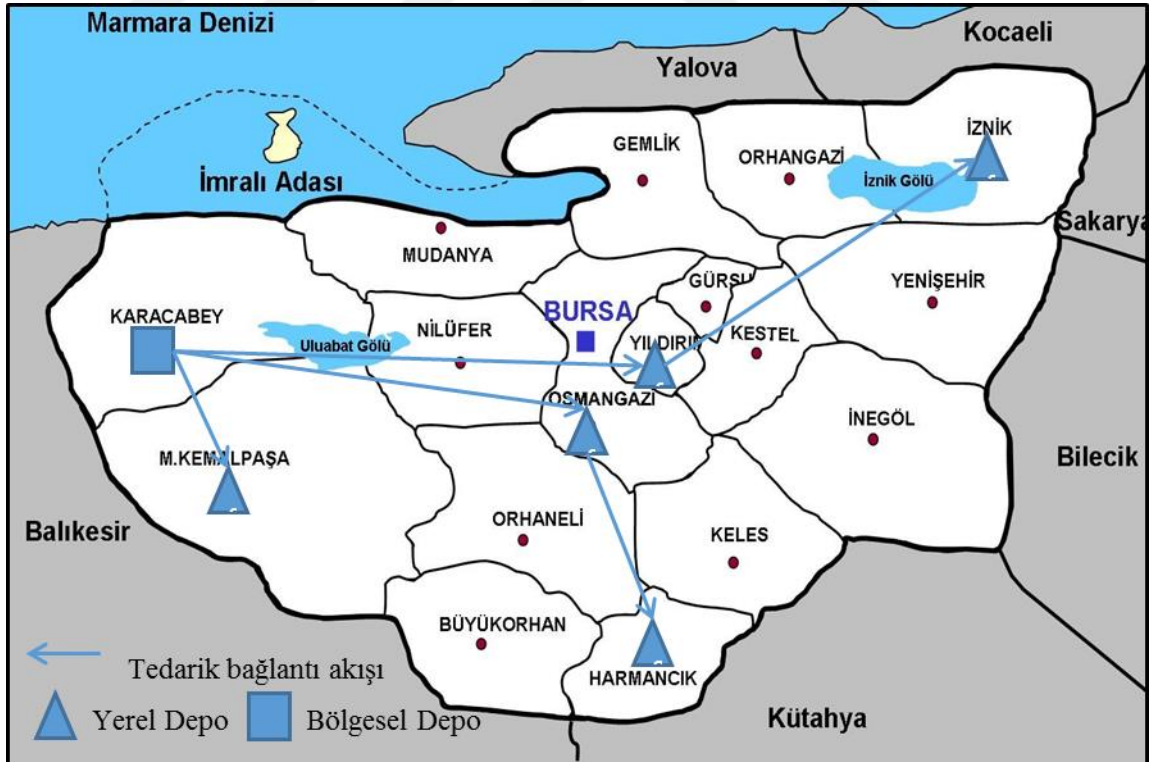 Marmara Denizi
Kocaeli
Yalova
İZNİK
GEMLİK
ORHANGAZİ
İznik Gölü
İmralı Adası
Sakarya
MUDANYA
YENİŞEHİR
GÜRSU
KARACABEY
BURSA
NİLÜFER
KESTEL
Uluabat Gölü
YILDIRIM
OSMANGAZİ
İNEGÖL
M.KEMALPAŞA
Bilecik
ORHANELİ
Balıkesir
KELES
BÜYÜKORHAN
Tedarik bağlantı akışı
HARMANCIK
Yerel Depo
Bölgesel Depo
Kütahya